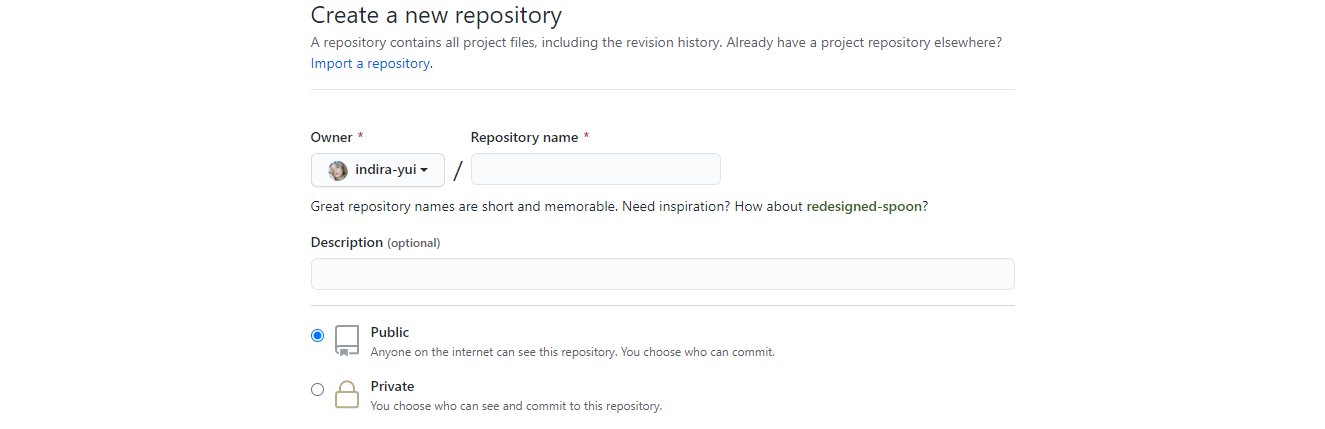 Create a new repository
A repository contains all project files, including the revision history. Already have a project repository elsewhere?
Import a repository.
Owner * Repository name *
indira-yui /
Great repository names are short and memorable. Need inspiration? How about redesigned-spoon?
Description (optional)
Public
Anyone on the internet can see this repository. You choose who can commit.
Private
You choose who can see and commit to this repository.